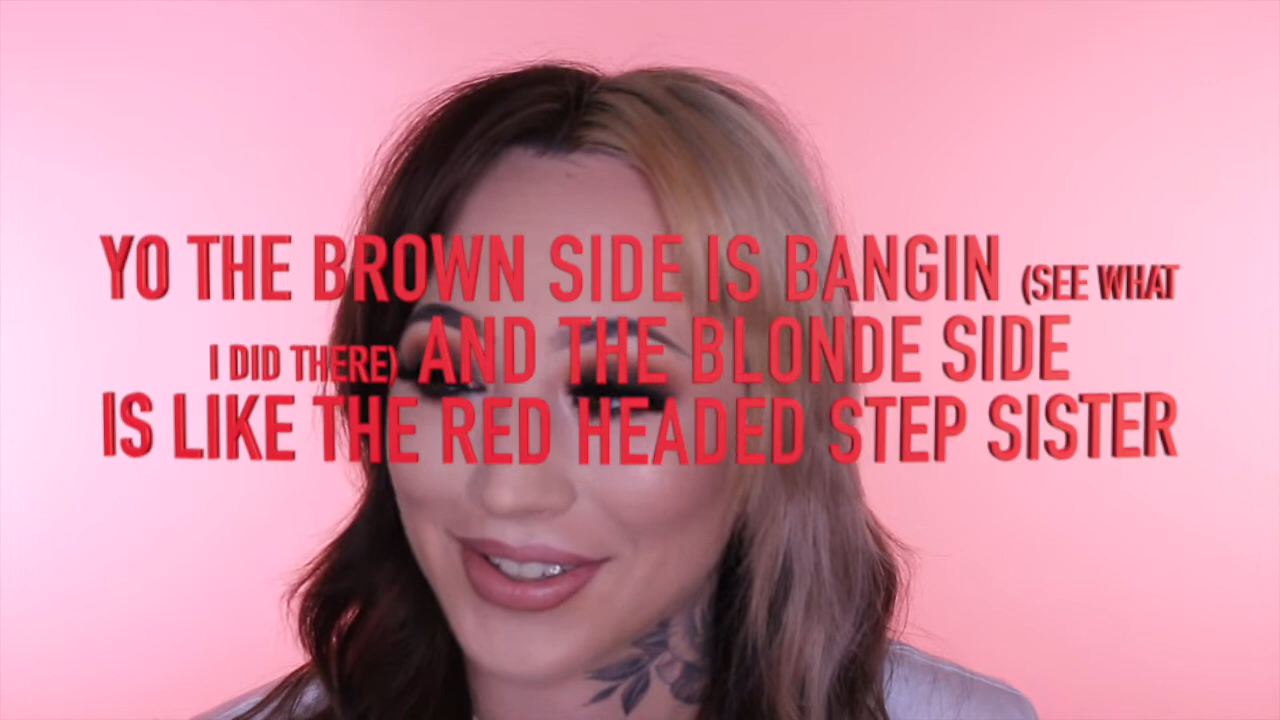 YO THE BROWN SIDE IS BANGIN (SEE WHAT
I DID THERE) AND THE BLONDE SIDE
IS LIKE THE RED HEADED STEP SISTER